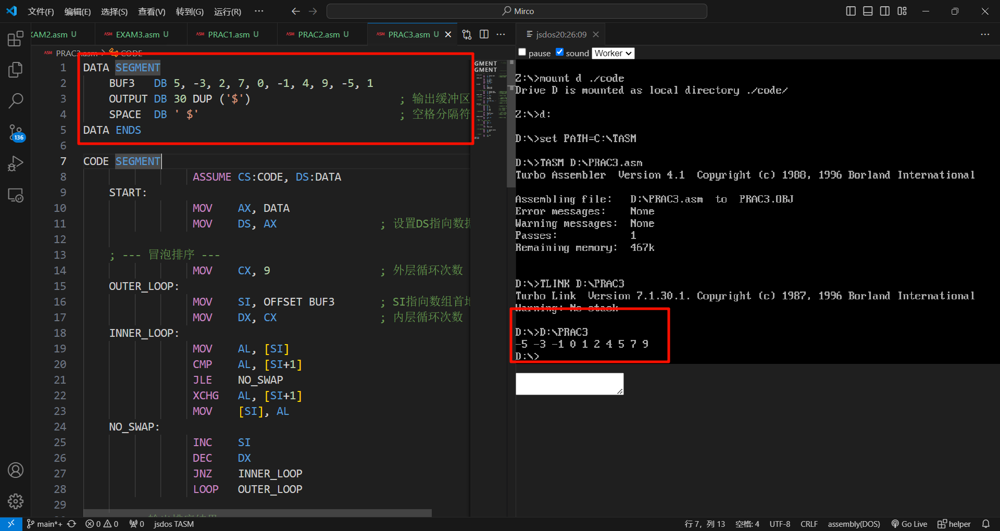 文件(F) 编辑(E) 选择(S) 查看(V) 转到(G) 运行(R) ··· Mirco
XAM2.asm U ASM EXAM3.asm U ASM PRAC1.asm U ASM PRAC2.asm U ASM PRAC3.asm U
ASM PRAC3.asm > CODE
1 DATA SEGMENT
2 BUF3 DB 5, -3, 2, 7, 0, -1, 4, 9, -5, 1
3 OUTPUT DB 30 DUP ('$') ; 输出缓冲区
4 SPACE DB ' $' ; 空格分隔符
5 DATA ENDS
6
7 CODE SEGMENT
8 ASSUME CS:CODE, DS:DATA
9 START:
10 MOV AX, DATA
11 MOV DS, AX ; 设置DS指向数据
12
13 ; --- 冒泡排序 ---
14 MOV CX, 9 ; 外层循环次数
15 OUTER_LOOP:
16 MOV SI, OFFSET BUF3 ; SI指向数组首地
17 MOV DX, CX ; 内层循环次数
18 INNER_LOOP:
19 MOV AL, [SI]
20 CMP AL, [SI+1]
21 JLE NO_SWAP
22 XCHG AL, [SI+1]
23 MOV [SI], AL
24 NO_SWAP:
25 INC SI
26 DEC DX
27 JNZ INNER_LOOP
28 LOOP OUTER_LOOP
29
GMENT
GMENT
jsdos20:26:09
pause sound Worker
Z:\>mount d ./code
Drive D is mounted as local directory ./code/
Z:\>d:
D:\>set PATH=C:\TASM
D:\>TASM D:\PRAC3.asm
Turbo Assembler Version 4.1 Copyright (c) 1988, 1996 Borland International
Assembling file: D:\PRAC3.asm to PRAC3.OBJ
Error messages: None
Warning messages: None
Passes: 1
Remaining memory: 467k
D:\>TLINK D:\PRAC3
Turbo Link Version 7.1.30.1. Copyright (c) 1987, 1996 Borland International
Warning: No stack
D:\>D:\PRAC3
-5 -3 -1 0 1 2 4 5 7 9
D:\>
136
main*+ 0 0 0 jsdos TASM 行 7，列 13 空格: 4 UTF-8 CRLF assembly(DOS) Go Live helper